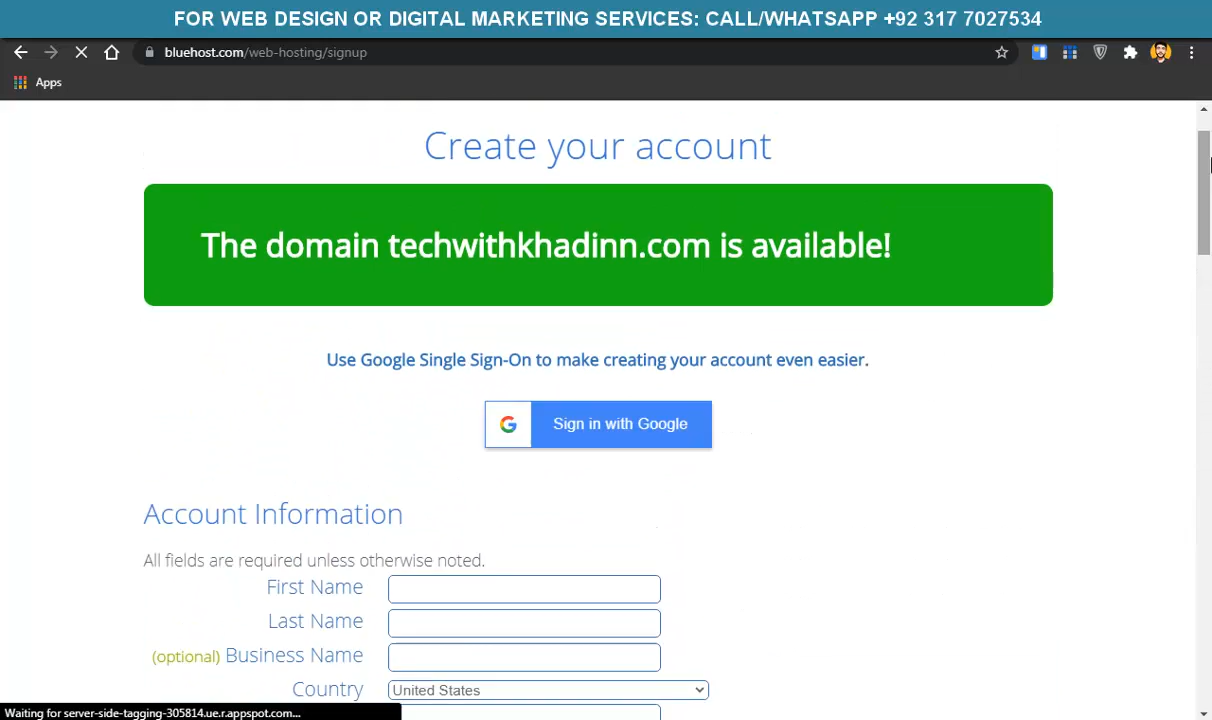 FOR WEB DESIGN OR DIGITAL MARKETING SERVICES: CALL/WHATSAPP +92 317 7027534
bluehost.com/web-hosting/signup
Apps
Create your account
The domain techwithkhadinn.com is available!
Use Google Single Sign-On to make creating your account even easier.
Sign in with Google
Account Information
All fields are required unless otherwise noted.
First Name
Last Name
(optional) Business Name
Country United States
Waiting for server-side-tagging-305814.ue.r.appspot.com...